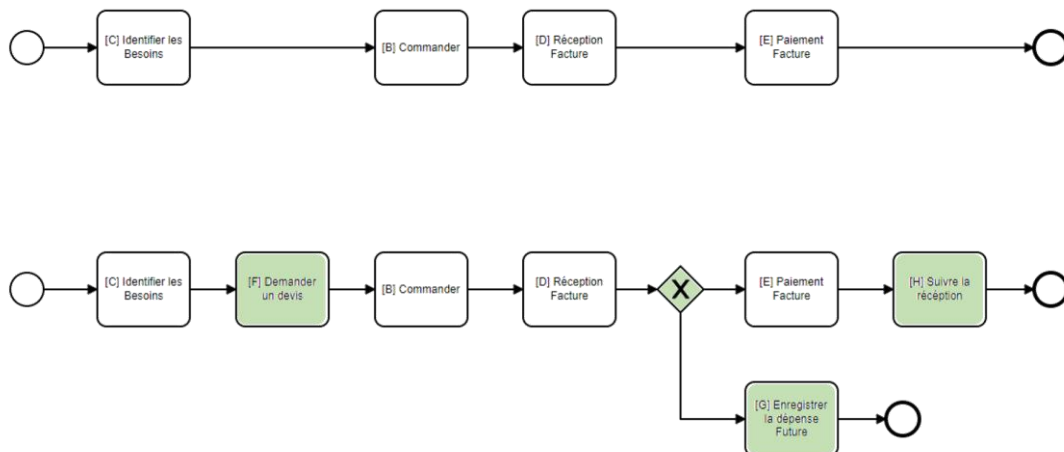 [C] Identifier les
Besoins
[B] Commander
[D] Réception
Facture
[E] Paiement
Facture
[C] Identifier les
Besoins
[F] Demander
un devis
[B] Commander
[D] Réception
Facture
X
[E] Paiement
Facture
[H] Suivre la
récéption
[G] Enregistrer
la dépense
Future